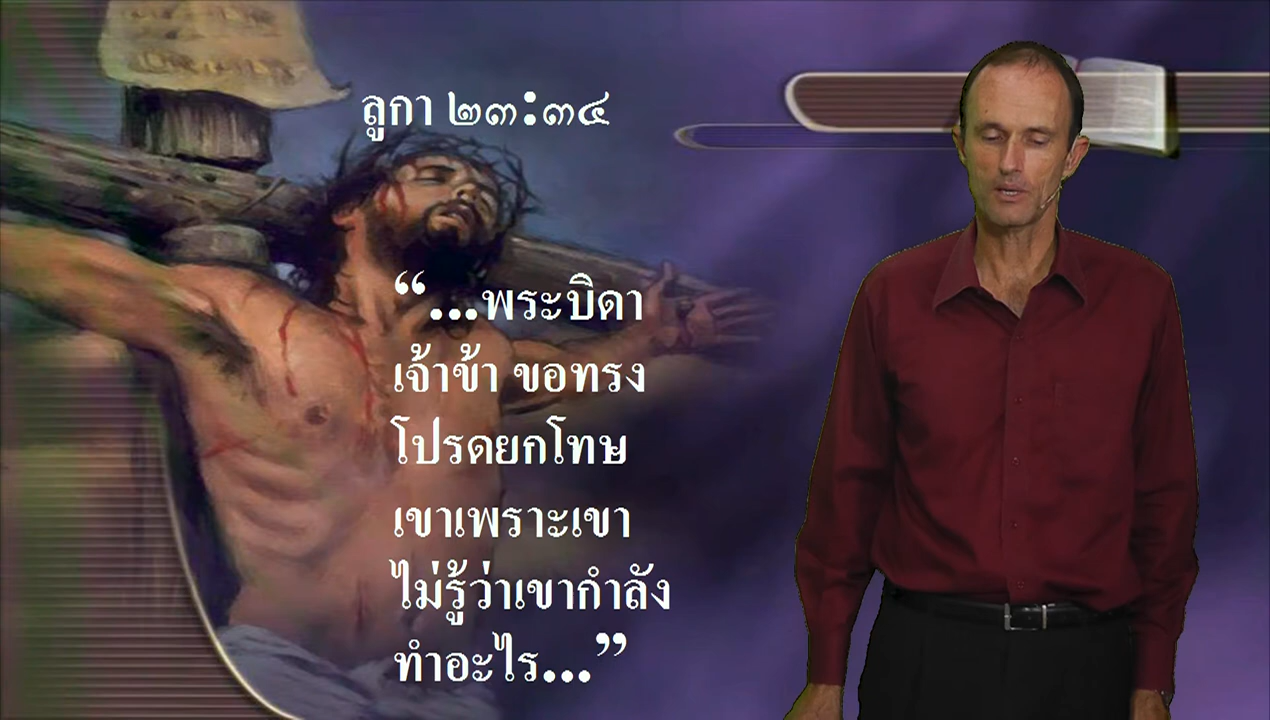 ลูกา ๒๓:๓๔
“...พระบิดา
เจ้าข้า ขอทรง
โปรดยกโทษ
เขาเพราะเขา
ไม่รู้ว่าเขากำลัง
ทำอะไร...”